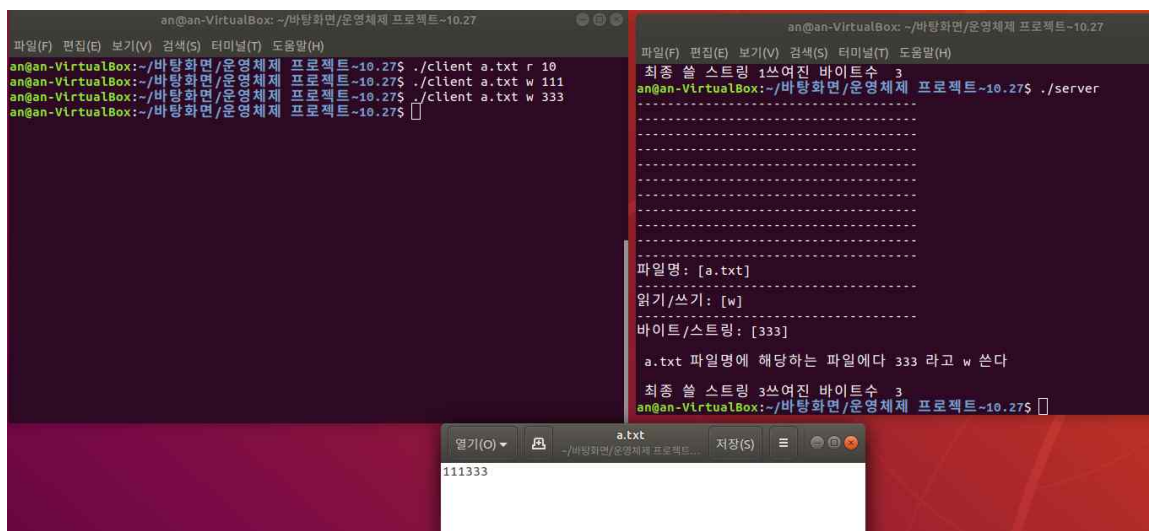 an@an-VirtualBox: ~/바탕화면/운영체제 프로젝트~10.27
파일(F) 편집(E) 보기(V) 검색(S) 터미널(T) 도움말(H)
an@an-VirtualBox:~/바탕화면/운영체제 프로젝트~10.27$ ./client a.txt r 10
an@an-VirtualBox:~/바탕화면/운영체제 프로젝트~10.27$ ./client a.txt w 111
an@an-VirtualBox:~/바탕화면/운영체제 프로젝트~10.27$ ./client a.txt w 333
an@an-VirtualBox:~/바탕화면/운영체제 프로젝트~10.27$
an@an-VirtualBox: ~/바탕화면/운영체제 프로젝트~10.27
파일(F) 편집(E) 보기(V) 검색(S) 터미널(T) 도움말(H)
최종 쓸 스트링 1쓰여진 바이트수 3
an@an-VirtualBox:~/바탕화면/운영체제 프로젝트~10.27$ ./server
------------------------------------
------------------------------------
------------------------------------
------------------------------------
------------------------------------
------------------------------------
------------------------------------
------------------------------------
------------------------------------
------------------------------------
------------------------------------
파일명: [a.txt]
------------------------------------
읽기/쓰기: [w]
------------------------------------
바이트/스트링: [333]
a.txt 파일명에 해당하는 파일에다 333 라고 w 쓴다
최종 쓸 스트링 3쓰여진 바이트수 3
an@an-VirtualBox:~/바탕화면/운영체제 프로젝트~10.27$
열기(O)
a.txt
~/바탕화면/운영체제 프로젝트...
저장(S)
111333